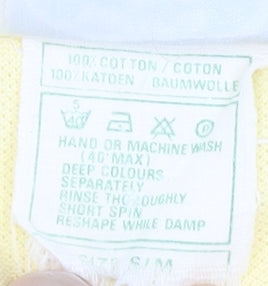 100% COTTON / COTON
100% KATOEN / BAUMWOLLE
5
40°
HAND OR MACHINE WASH
(40° MAX)
DEEP COLOURS
SEPARATELY
RINSE THOROUGHLY
SHORT SPIN
RESHAPE WHILE DAMP
S/M